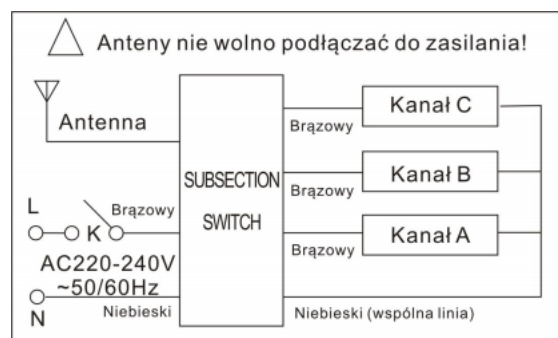 Anteny nie wolno podłączać do zasilania!
Antenna
SUBSECTION
SWITCH
Brązowy
Kanał C
Brązowy
Kanał B
Brązowy
Kanał A
L
K
Brązowy
AC220-240V
~50/60Hz
N
Niebieski
Niebieski (wspólna linia)